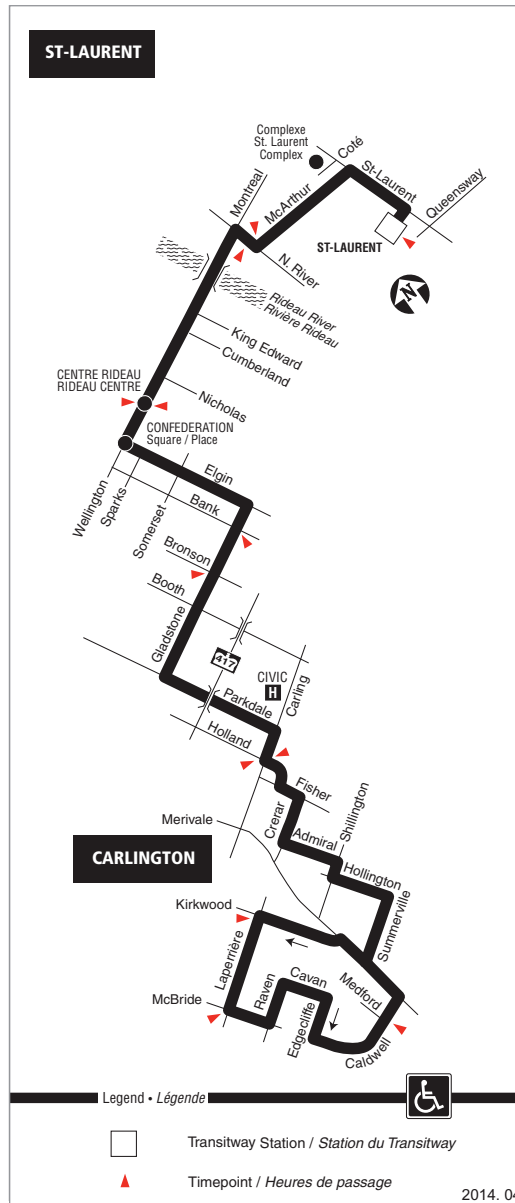 ST-LAURENT
Complexe
St. Laurent
Complex
Coté
St-Laurent
Queensway
McArthur
Montreal
ST-LAURENT
N. River
N
Rideau River
Rivière Rideau
King Edward
Cumberland
CENTRE RIDEAU
RIDEAU CENTRE
Nicholas
CONFEDERATION
Square / Place
Elgin
Wellington
Sparks
Bank
Somerset
Bronson
Booth
Gladstone
417
CIVIC
H
Carling
Parkdale
Holland
Fisher
Merivale
Crerar
Shillington
Admiral
CARLINGTON
Hollington
Kirkwood
Summerville
Laperrière
Cavan
Medford
McBride
Raven
Edgecliffe
Caldwell
Legend • Légende
Transitway Station / Station du Transitway
Timepoint / Heures de passage
2014. 04